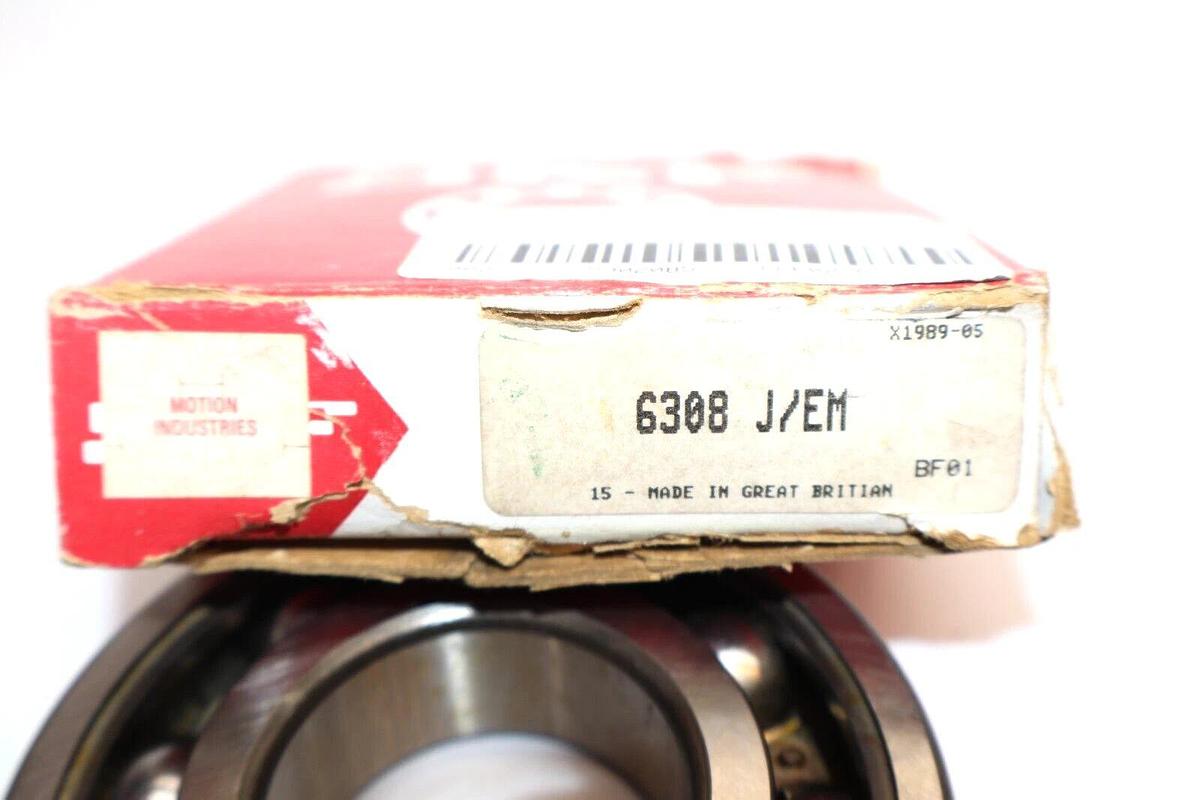 MOTION
INDUSTRIES
X1989-05
6308 J/EM
BF01
15 - MADE IN GREAT BRITIAN